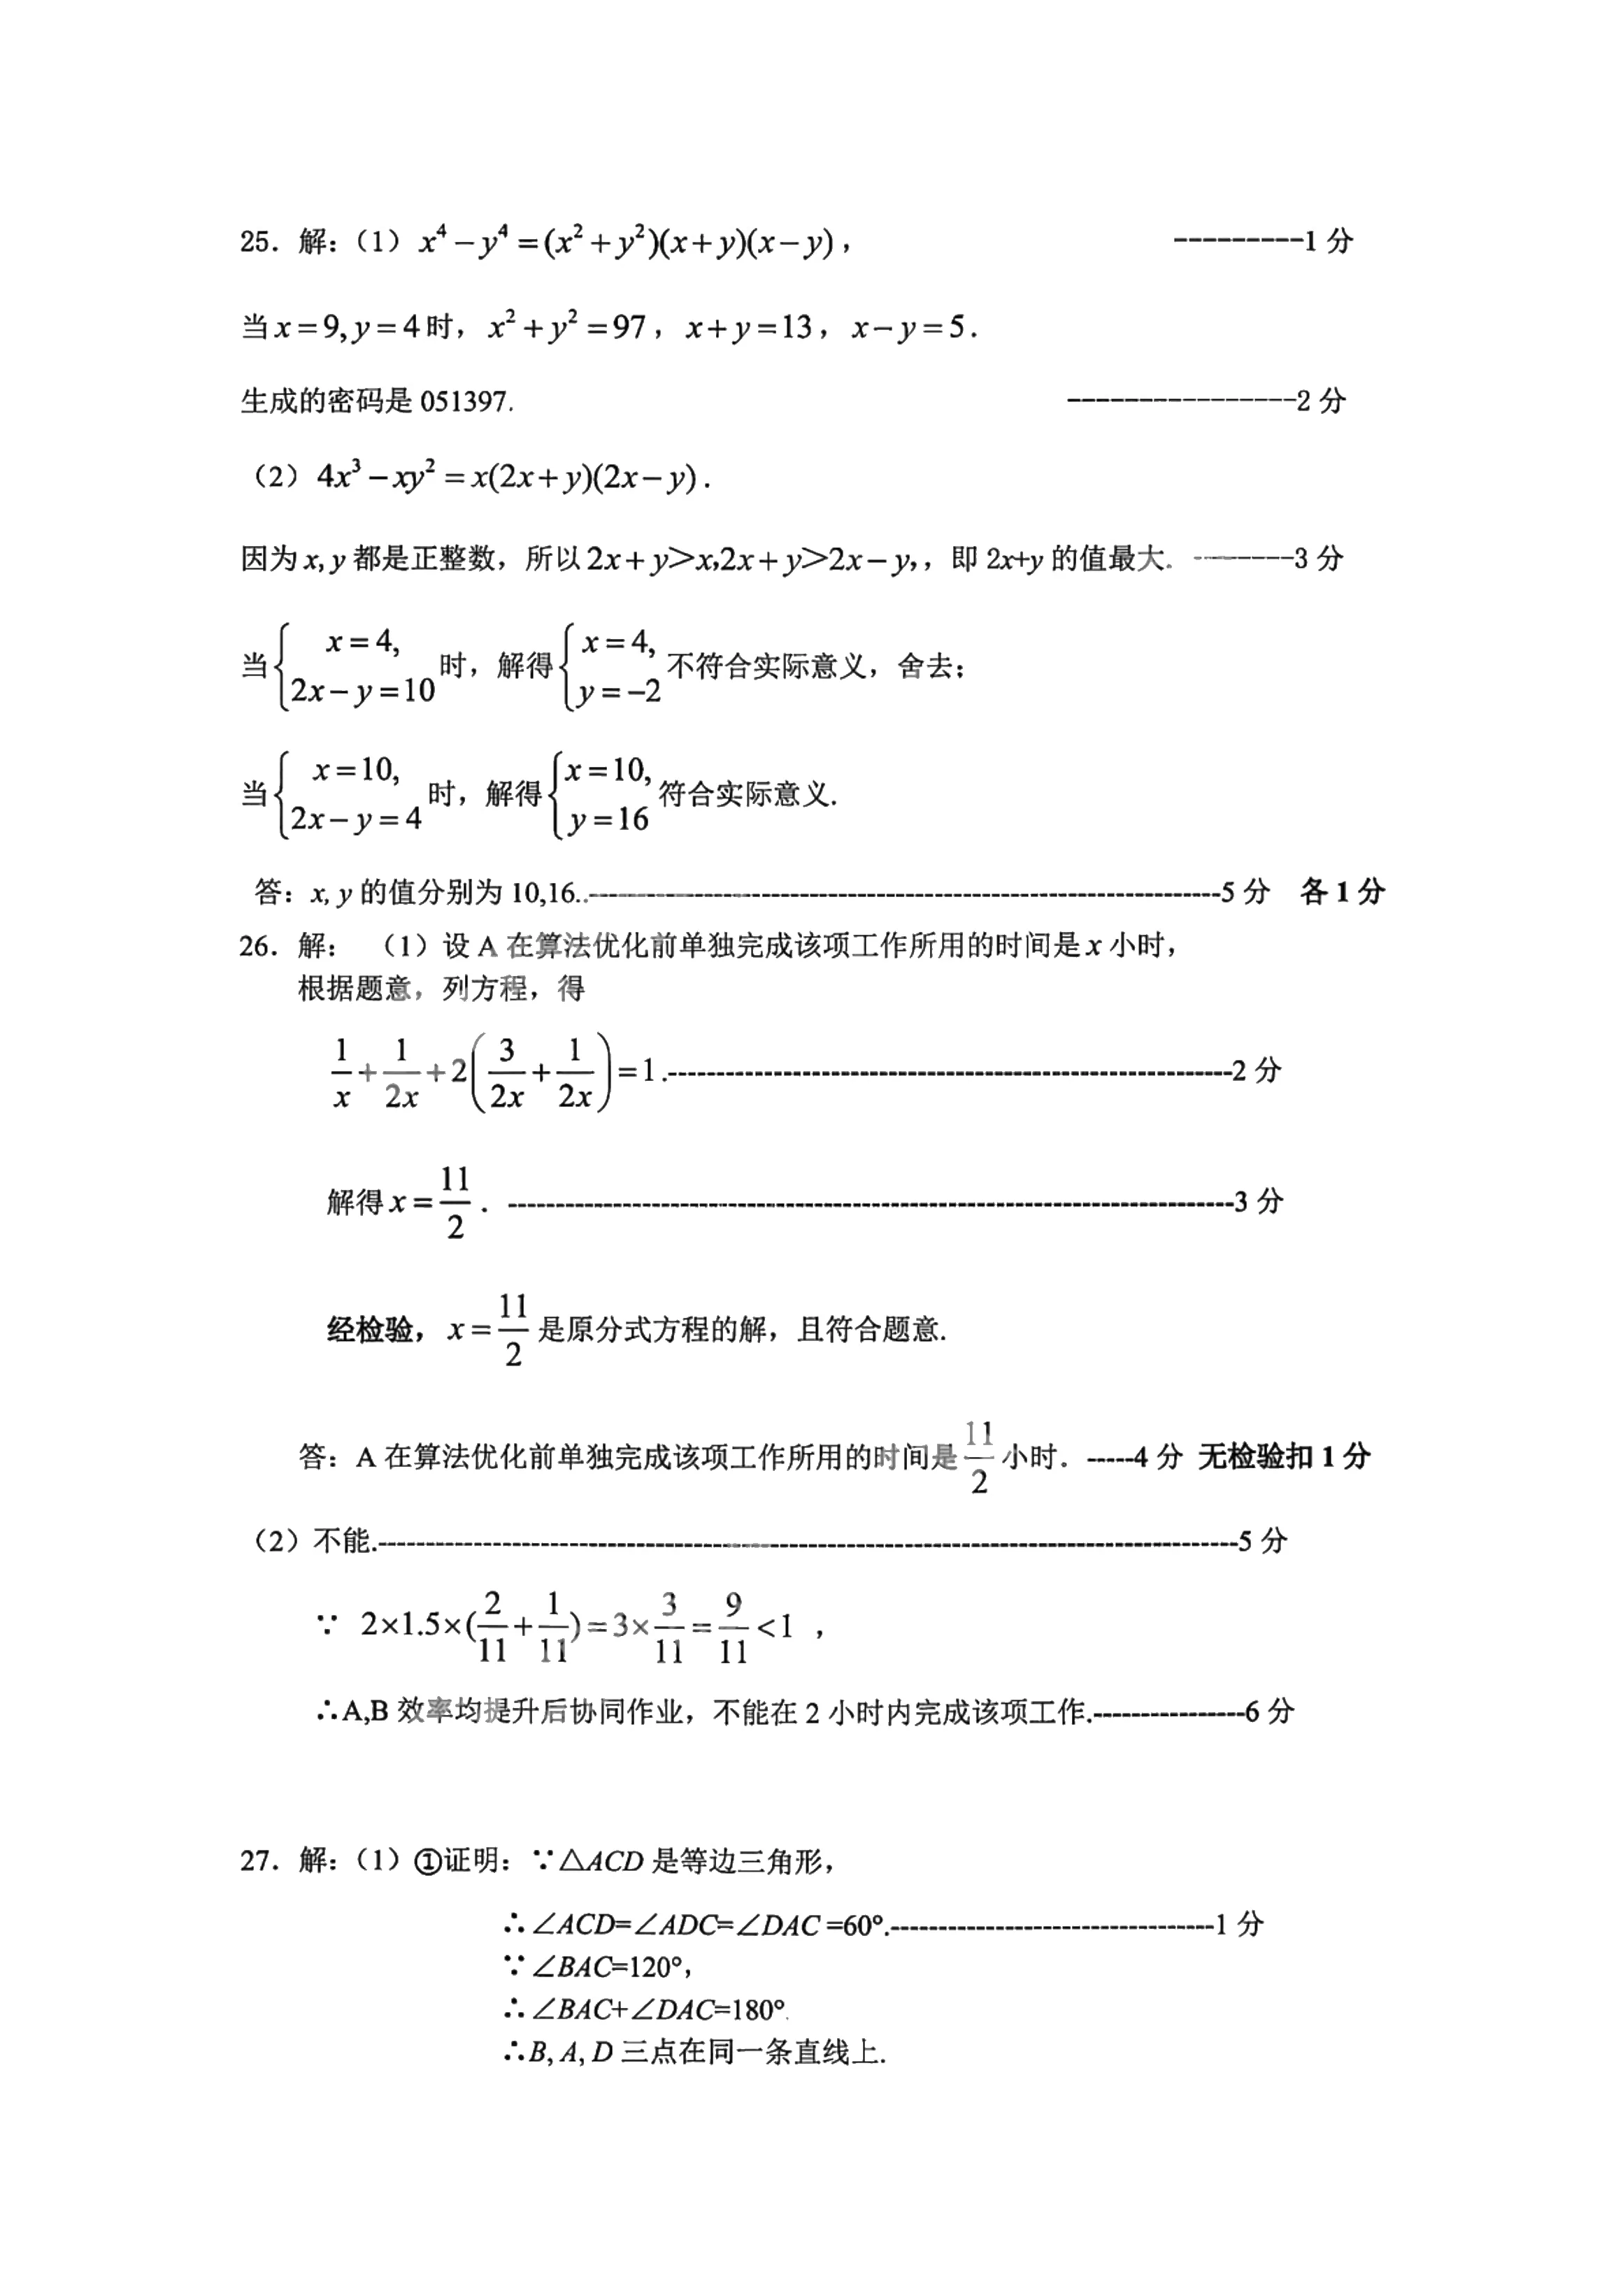 25. 解：（1）x⁴－y⁴＝(x²＋y²)(x＋y)(x－y)， ---------1 分
当 x＝9, y＝4 时，x²＋y²＝97，x＋y＝13，x－y＝5．
生成的密码是 051397. ----------------2 分
（2）4x³－xy²＝x(2x＋y)(2x－y)．
因为 x, y 都是正整数，所以 2x＋y＞x,2x＋y＞2x－y,，即 2x+y 的值最大. --------3 分
当{x＝4, 2x－y＝10 时，解得{x＝4, y＝－2 不符合实际意义，舍去；
当{x＝10, 2x－y＝4 时，解得{x＝10, y＝16 符合实际意义.
答：x, y 的值分别为 10,16..----------------------------------------5 分 各 1 分
26. 解： （1）设 A 在算法优化前单独完成该项工作所用的时间是 x 小时，
根据题意，列方程，得
1/x＋1/2x＋2(3/2x＋1/2x)＝1.----------------------------------------2 分
解得 x＝11/2．----------------------------------------3 分
经检验，x＝11/2 是原分式方程的解，且符合题意.
答：A 在算法优化前单独完成该项工作所用的时间是 11/2 小时．-----4 分 无检验扣 1 分
（2）不能.----------------------------------------5 分
∵ 2×1.5×(2/11＋1/11)＝3×3/11＝9/11＜1 ，
∴A,B 效率均提升后协同作业，不能在 2 小时内完成该项工作.----------------6 分
27. 解：（1）①证明：∵△ACD 是等边三角形，
∴∠ACD=∠ADC=∠DAC =60°.----------------------------------1 分
∵∠BAC=120°，
∴∠BAC+∠DAC=180°.
∴B, A, D 三点在同一条直线上.